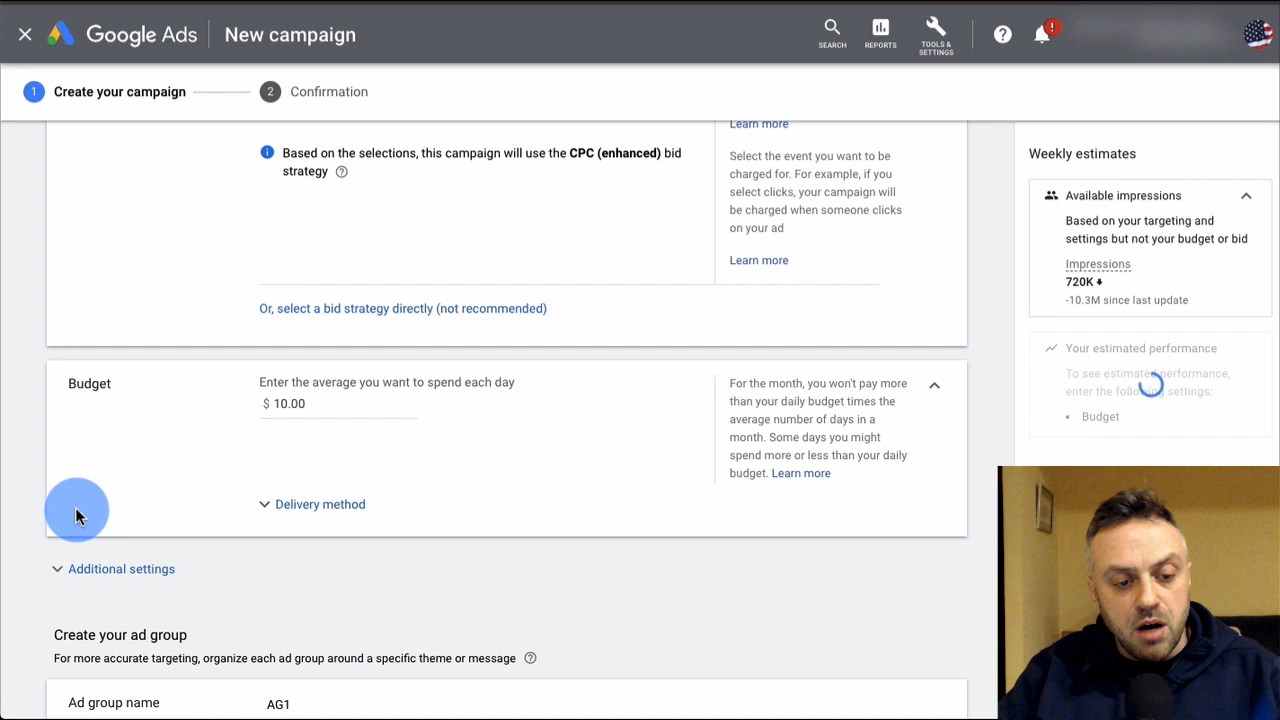 Google Ads
New campaign
SEARCH
REPORTS
TOOLS &
SETTINGS
?
!
1
Create your campaign
2
Confirmation
Learn more
Based on the selections, this campaign will use the CPC (enhanced) bid
strategy
Select the event you want to be
charged for. For example, if you
select clicks, your campaign will
be charged when someone clicks
on your ad
Learn more
Or, select a bid strategy directly (not recommended)
Budget
Enter the average you want to spend each day
$ 10.00
For the month, you won't pay more
than your daily budget times the
average number of days in a
month. Some days you might
spend more or less than your daily
budget. Learn more
Delivery method
Additional settings
Create your ad group
For more accurate targeting, organize each ad group around a specific theme or message
Ad group name
AG1
Weekly estimates
Available impressions
Based on your targeting and
settings but not your budget or bid
Impressions
720K
-10.3M since last update
Your estimated performance
To see estimated performance,
enter the following settings:
• Budget